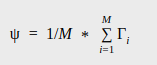 ψ = 1/M * ∑_{i=1}^{M} Γ_i